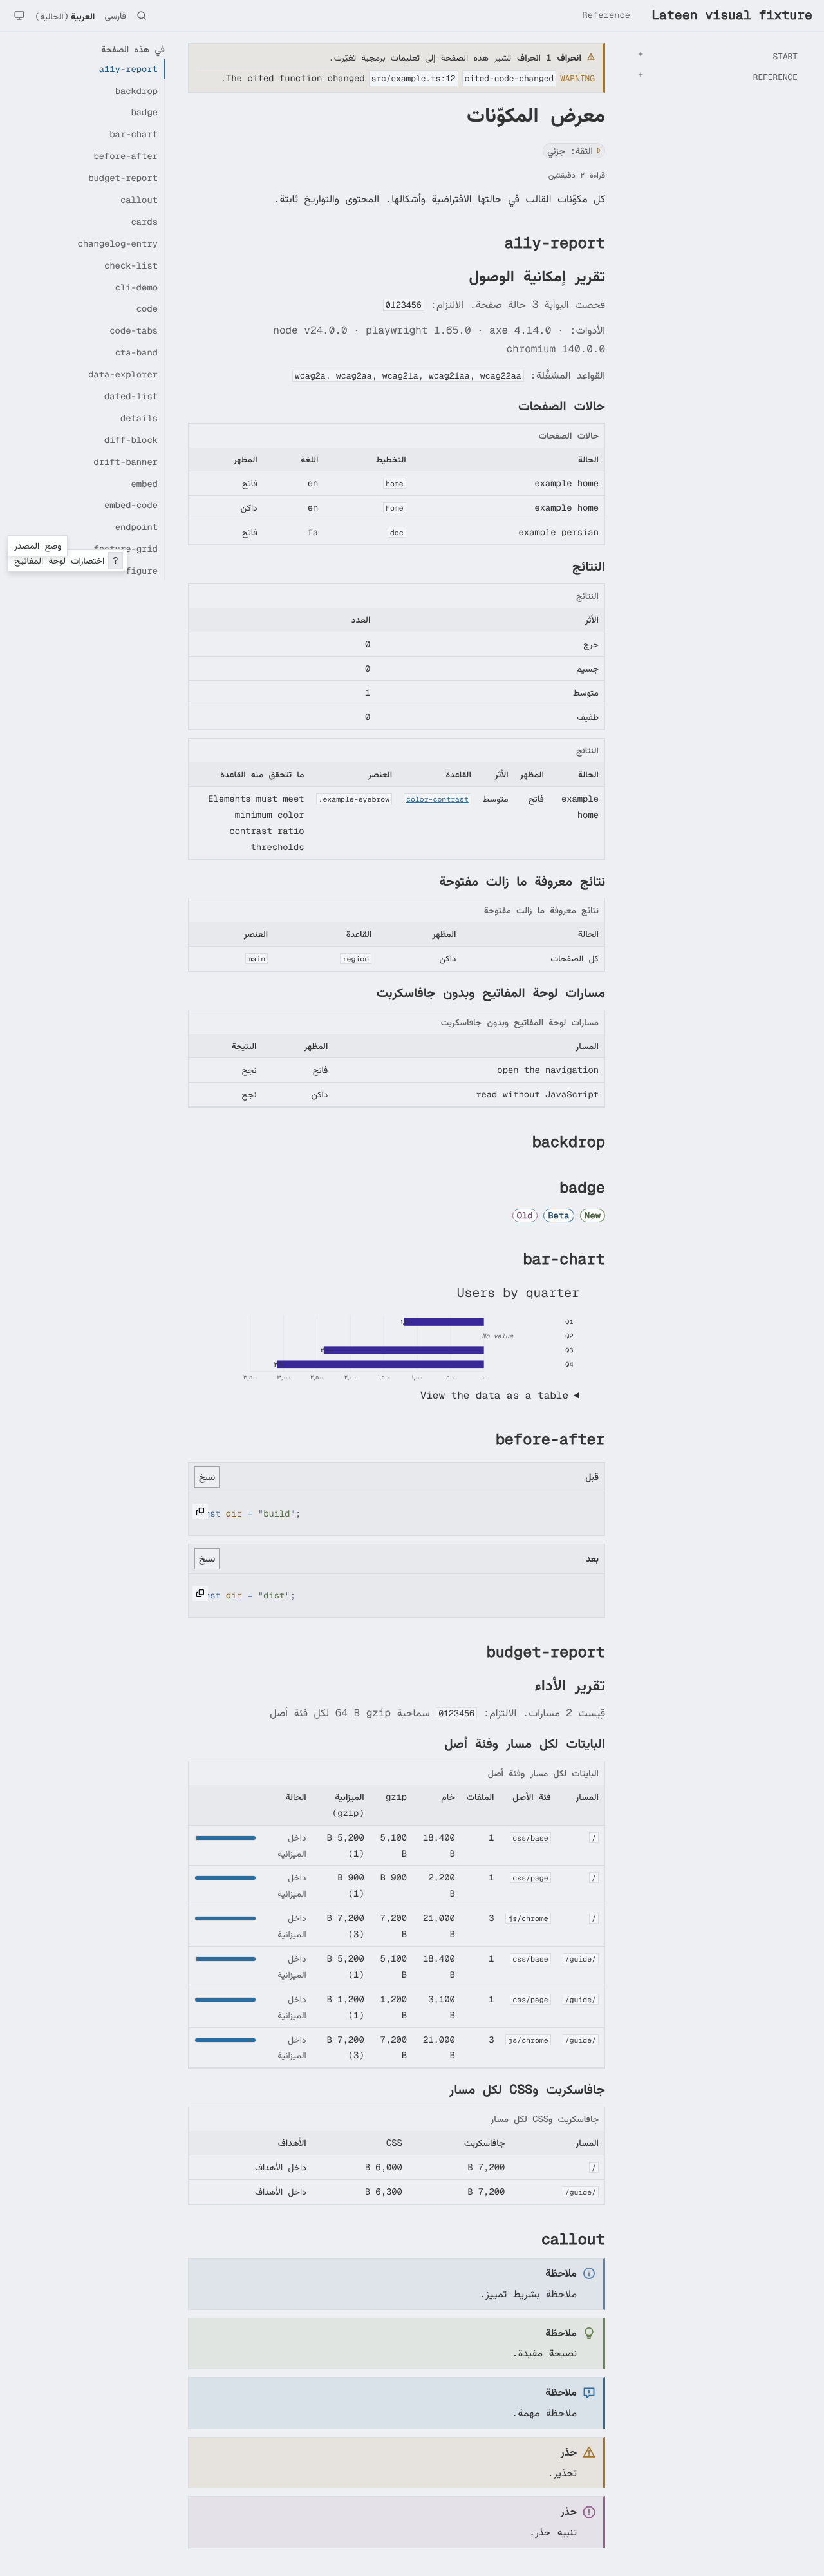 Lateen visual fixture
Reference
فارسی
العربية (الحالية)
START
+
REFERENCE
+
في هذه الصفحة
a11y-report
backdrop
badge
bar-chart
before-after
budget-report
callout
cards
changelog-entry
check-list
cli-demo
code
code-tabs
cta-band
data-explorer
dated-list
details
diff-block
drift-banner
embed
embed-code
endpoint
وضع المصدر
? اختصارات لوحة المفاتيح
⚠ انحراف 1 انحراف تشير هذه الصفحة إلى تعليمات برمجية تغيّرت.
WARNING cited-code-changed src/example.ts:12 The cited function changed.
معرض المكوّنات
الثقة: جزئي
قراءة ٢ دقيقتين
كل مكوّنات القالب في حالتها الافتراضية وأشكالها. المحتوى والتواريخ ثابتة.
a11y-report
تقرير إمكانية الوصول
فحصت البوابة 3 حالة صفحة. الالتزام: 0123456
الأدوات: node v24.0.0 · playwright 1.65.0 · axe 4.14.0 ·
chromium 140.0.0
القواعد المشغَّلة: wcag2a, wcag2aa, wcag21a, wcag21aa, wcag22aa
حالات الصفحات
حالات الصفحات
الحالة التخطيط اللغة المظهر
example home home en فاتح
example home home en داكن
example persian doc fa فاتح
النتائج
النتائج
الأثر العدد
حرج 0
جسيم 0
متوسط 1
طفيف 0
النتائج
الحالة المظهر الأثر القاعدة العنصر ما تتحقق منه القاعدة
example home فاتح متوسط color-contrast .example-eyebrow Elements must meet
minimum color
contrast ratio
thresholds
نتائج معروفة ما زالت مفتوحة
نتائج معروفة ما زالت مفتوحة
الحالة المظهر القاعدة العنصر
كل الصفحات داكن region main
مسارات لوحة المفاتيح وبدون جافاسكربت
مسارات لوحة المفاتيح وبدون جافاسكربت
المسار المظهر النتيجة
open the navigation فاتح نجح
read without JavaScript داكن نجح
backdrop
badge
New Beta Old
bar-chart
Users by quarter
Q1
Q2 No value
Q3
Q4
٠ ٥٠٠ ١٬٠٠٠ ١٬٥٠٠ ٢٬٠٠٠ ٢٬٥٠٠ ٣٬٠٠٠ ٣٬٥٠٠
View the data as a table
before-after
قبل نسخ
dir = "build";
بعد نسخ
dir = "dist";
budget-report
تقرير الأداء
قِيست 2 مسارات. الالتزام: 0123456 سماحية 64 B gzip لكل فئة أصل
البايتات لكل مسار وفئة أصل
البايتات لكل مسار وفئة أصل
المسار فئة الأصل الملفات خام gzip الميزانية (gzip) الحالة
/ css/base 1 18,400 B 5,100 B 5,200 B (1) داخل الميزانية
/ css/page 1 2,200 B 900 B 900 B (1) داخل الميزانية
/ js/chrome 3 21,000 B 7,200 B 7,200 B (3) داخل الميزانية
/guide/ css/base 1 18,400 B 5,100 B 5,200 B (1) داخل الميزانية
/guide/ css/page 1 3,100 B 1,200 B 1,200 B (1) داخل الميزانية
/guide/ js/chrome 3 21,000 B 7,200 B 7,200 B (3) داخل الميزانية
جافاسكربت وCSS لكل مسار
جافاسكربت وCSS لكل مسار
المسار جافاسكربت CSS الأهداف
/ 7,200 B 6,000 B داخل الأهداف
/guide/ 7,200 B 6,300 B داخل الأهداف
callout
ملاحظة
ملاحظة بشريط تمييز.
ملاحظة
نصيحة مفيدة.
ملاحظة
ملاحظة مهمة.
حذر
تحذير.
حذر
تنبيه حذر.